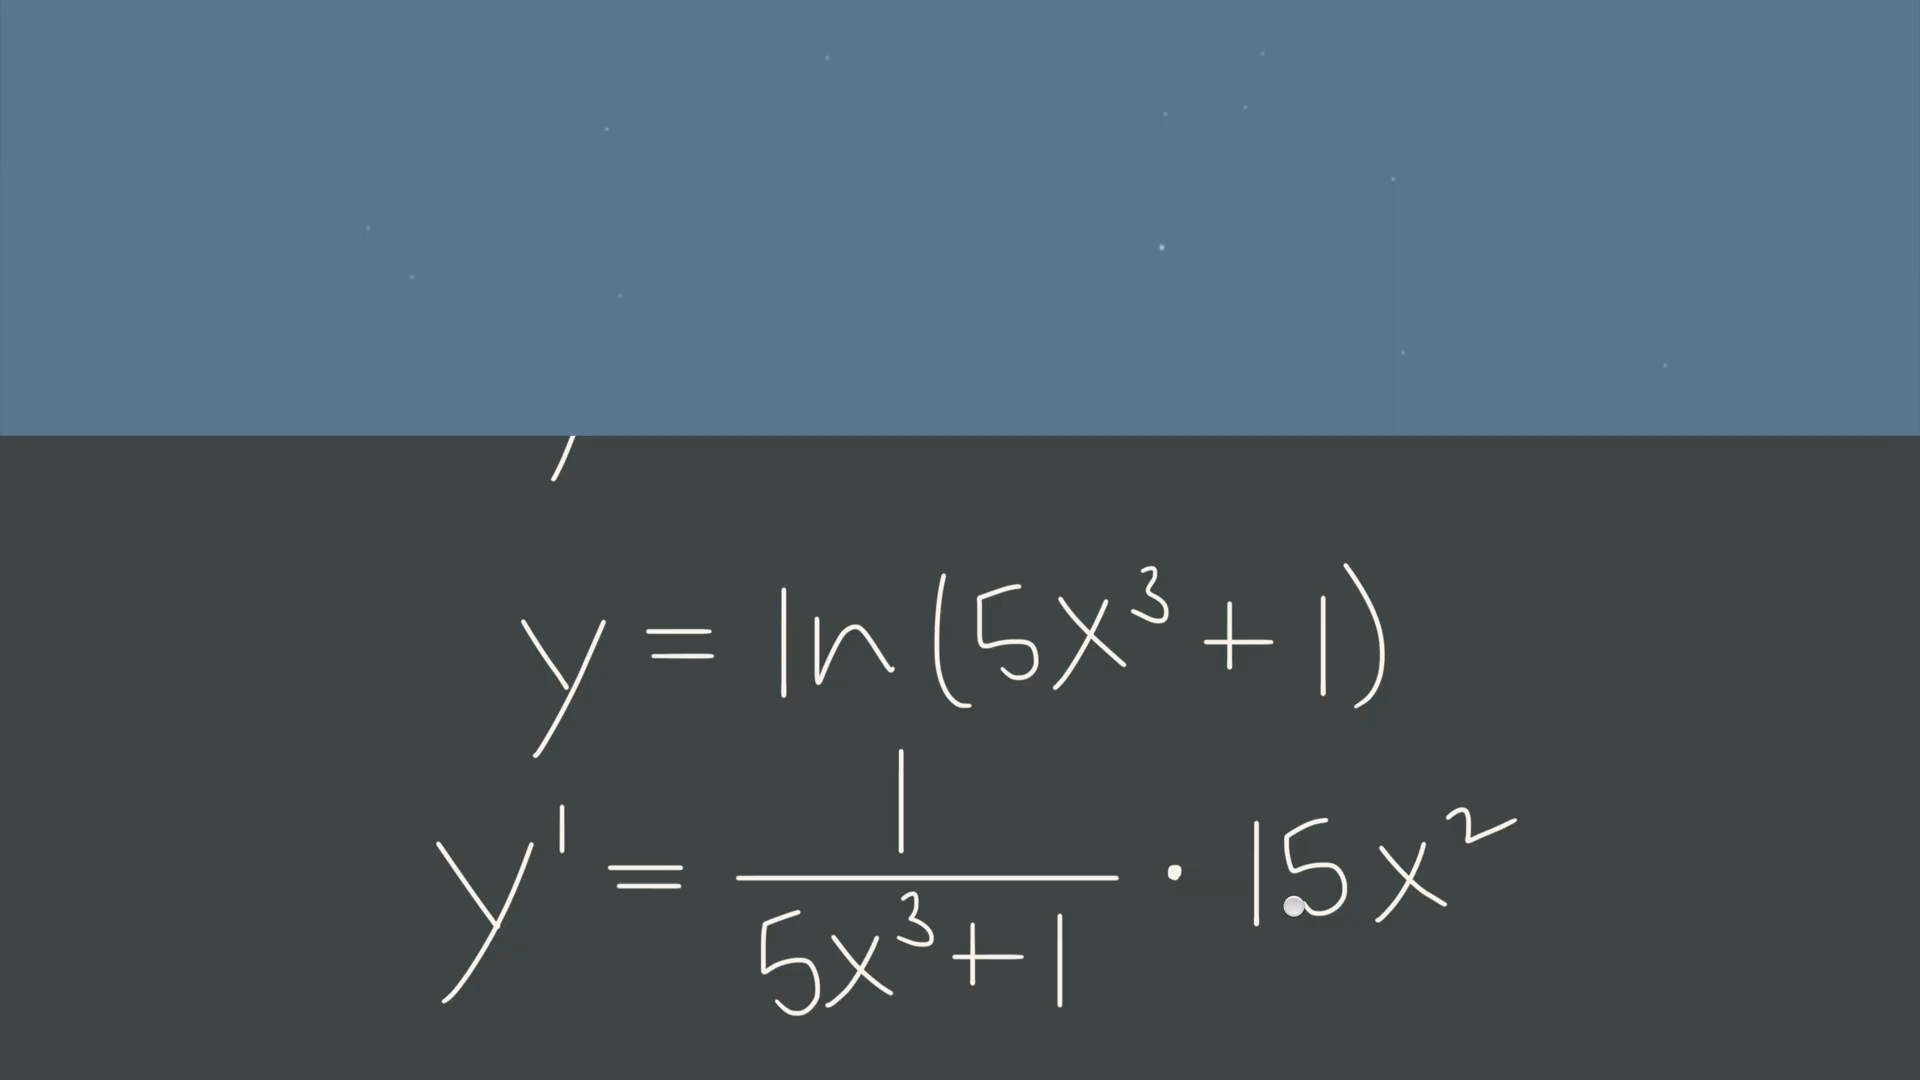 y = ln(5x³+1)
y' = 1/(5x³+1) · 15x²